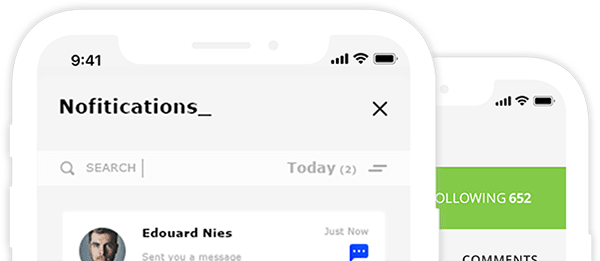 9:41
Nofitications_
SEARCH
Today (2)
Edouard Nies
Just Now
Sent you a message
OLLOWING 652
COMMENTS